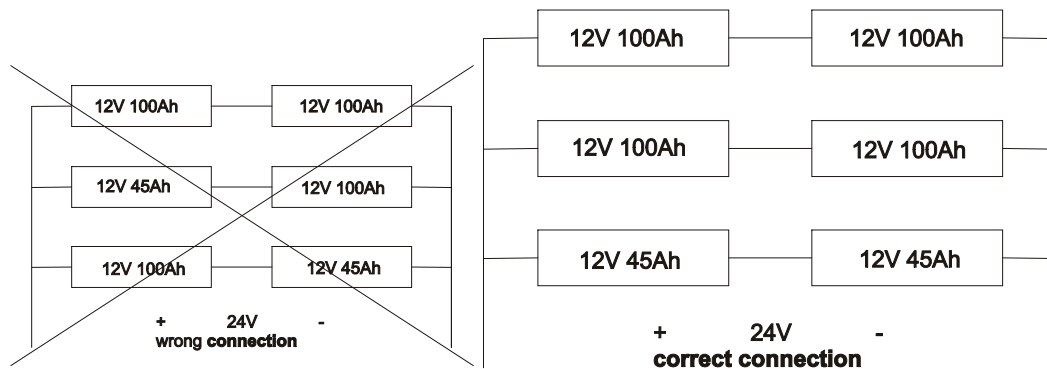 12V 100Ah 12V 100Ah
12V 45Ah 12V 100Ah
12V 100Ah 12V 45Ah
+ 24V -
wrong connection
12V 100Ah 12V 100Ah
12V 100Ah 12V 100Ah
12V 45Ah 12V 45Ah
+ 24V -
correct connection